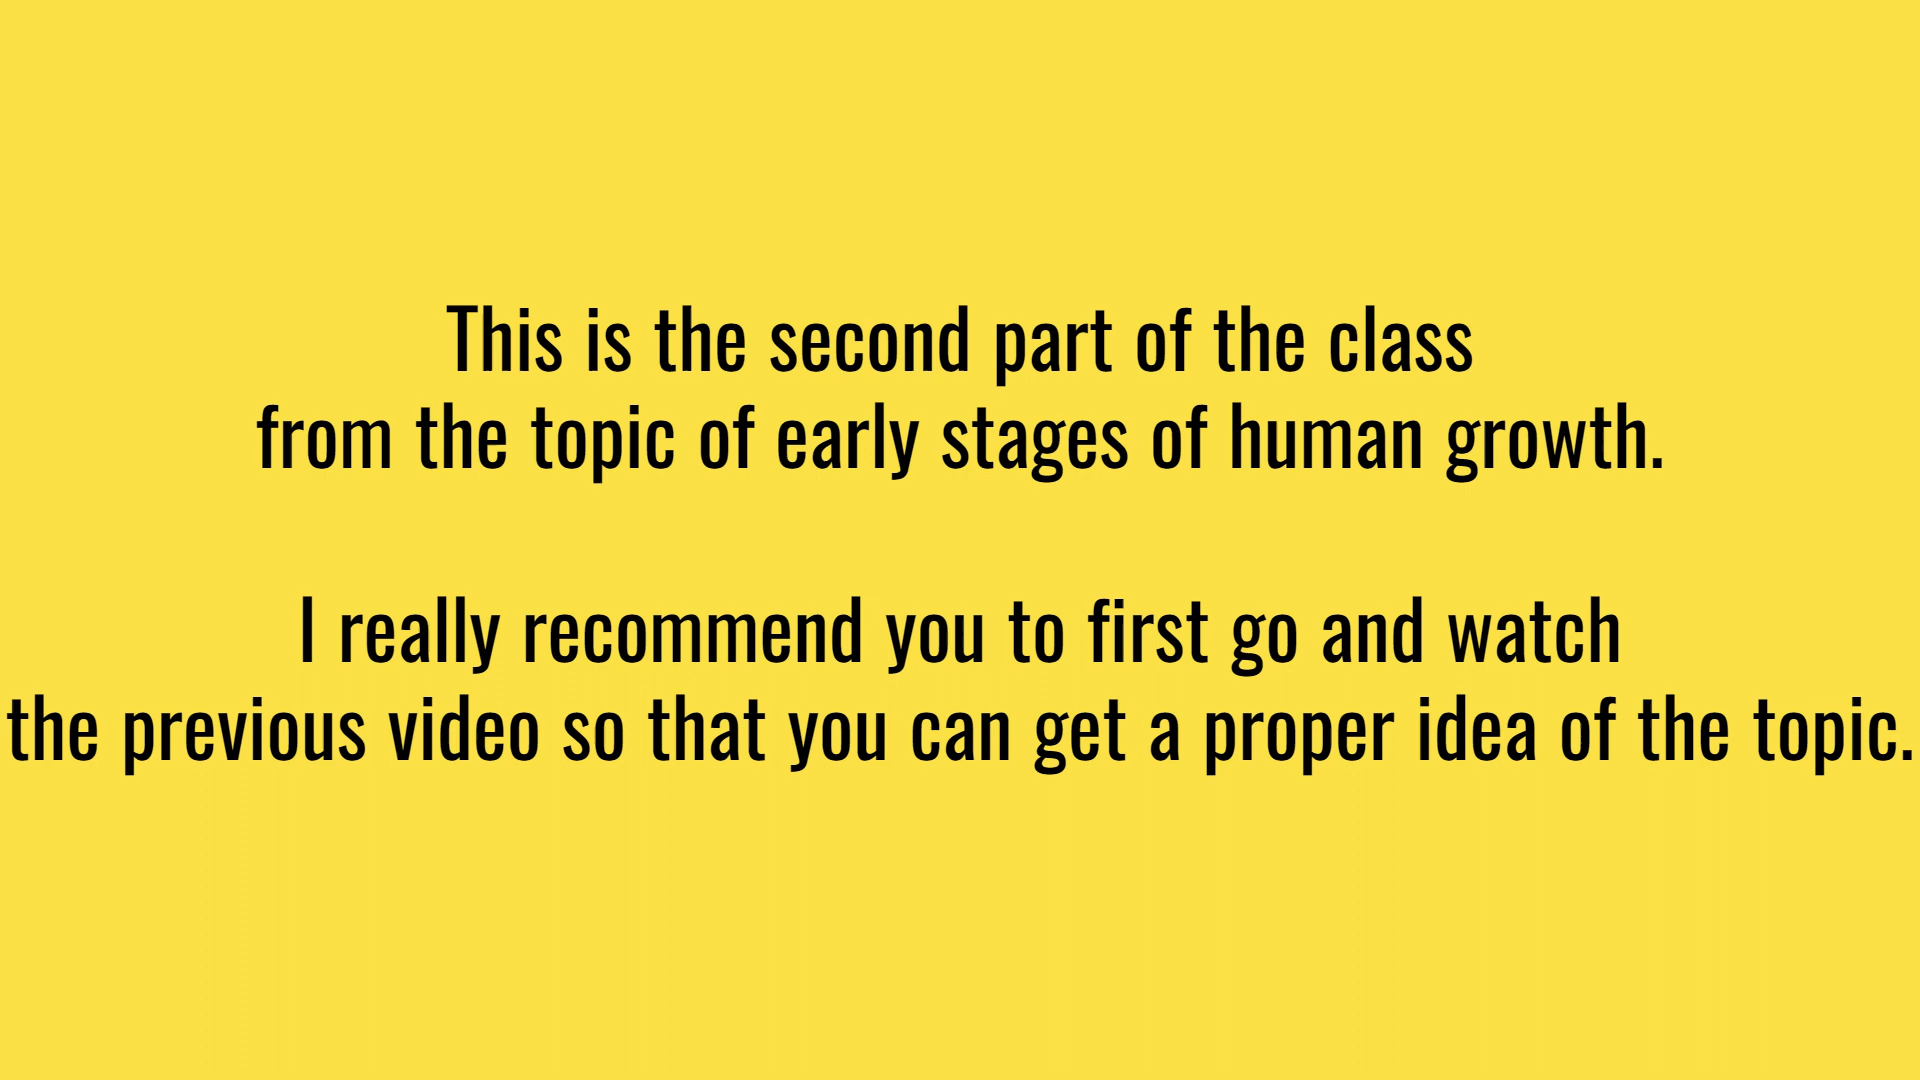 This is the second part of the class
from the topic of early stages of human growth.
I really recommend you to first go and watch
the previous video so that you can get a proper idea of the topic.